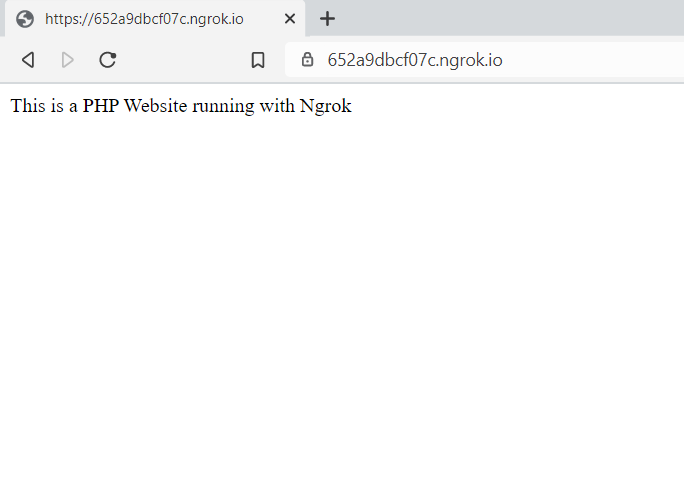 https://652a9dbcf07c.ngrok.io
652a9dbcf07c.ngrok.io
This is a PHP Website running with Ngrok